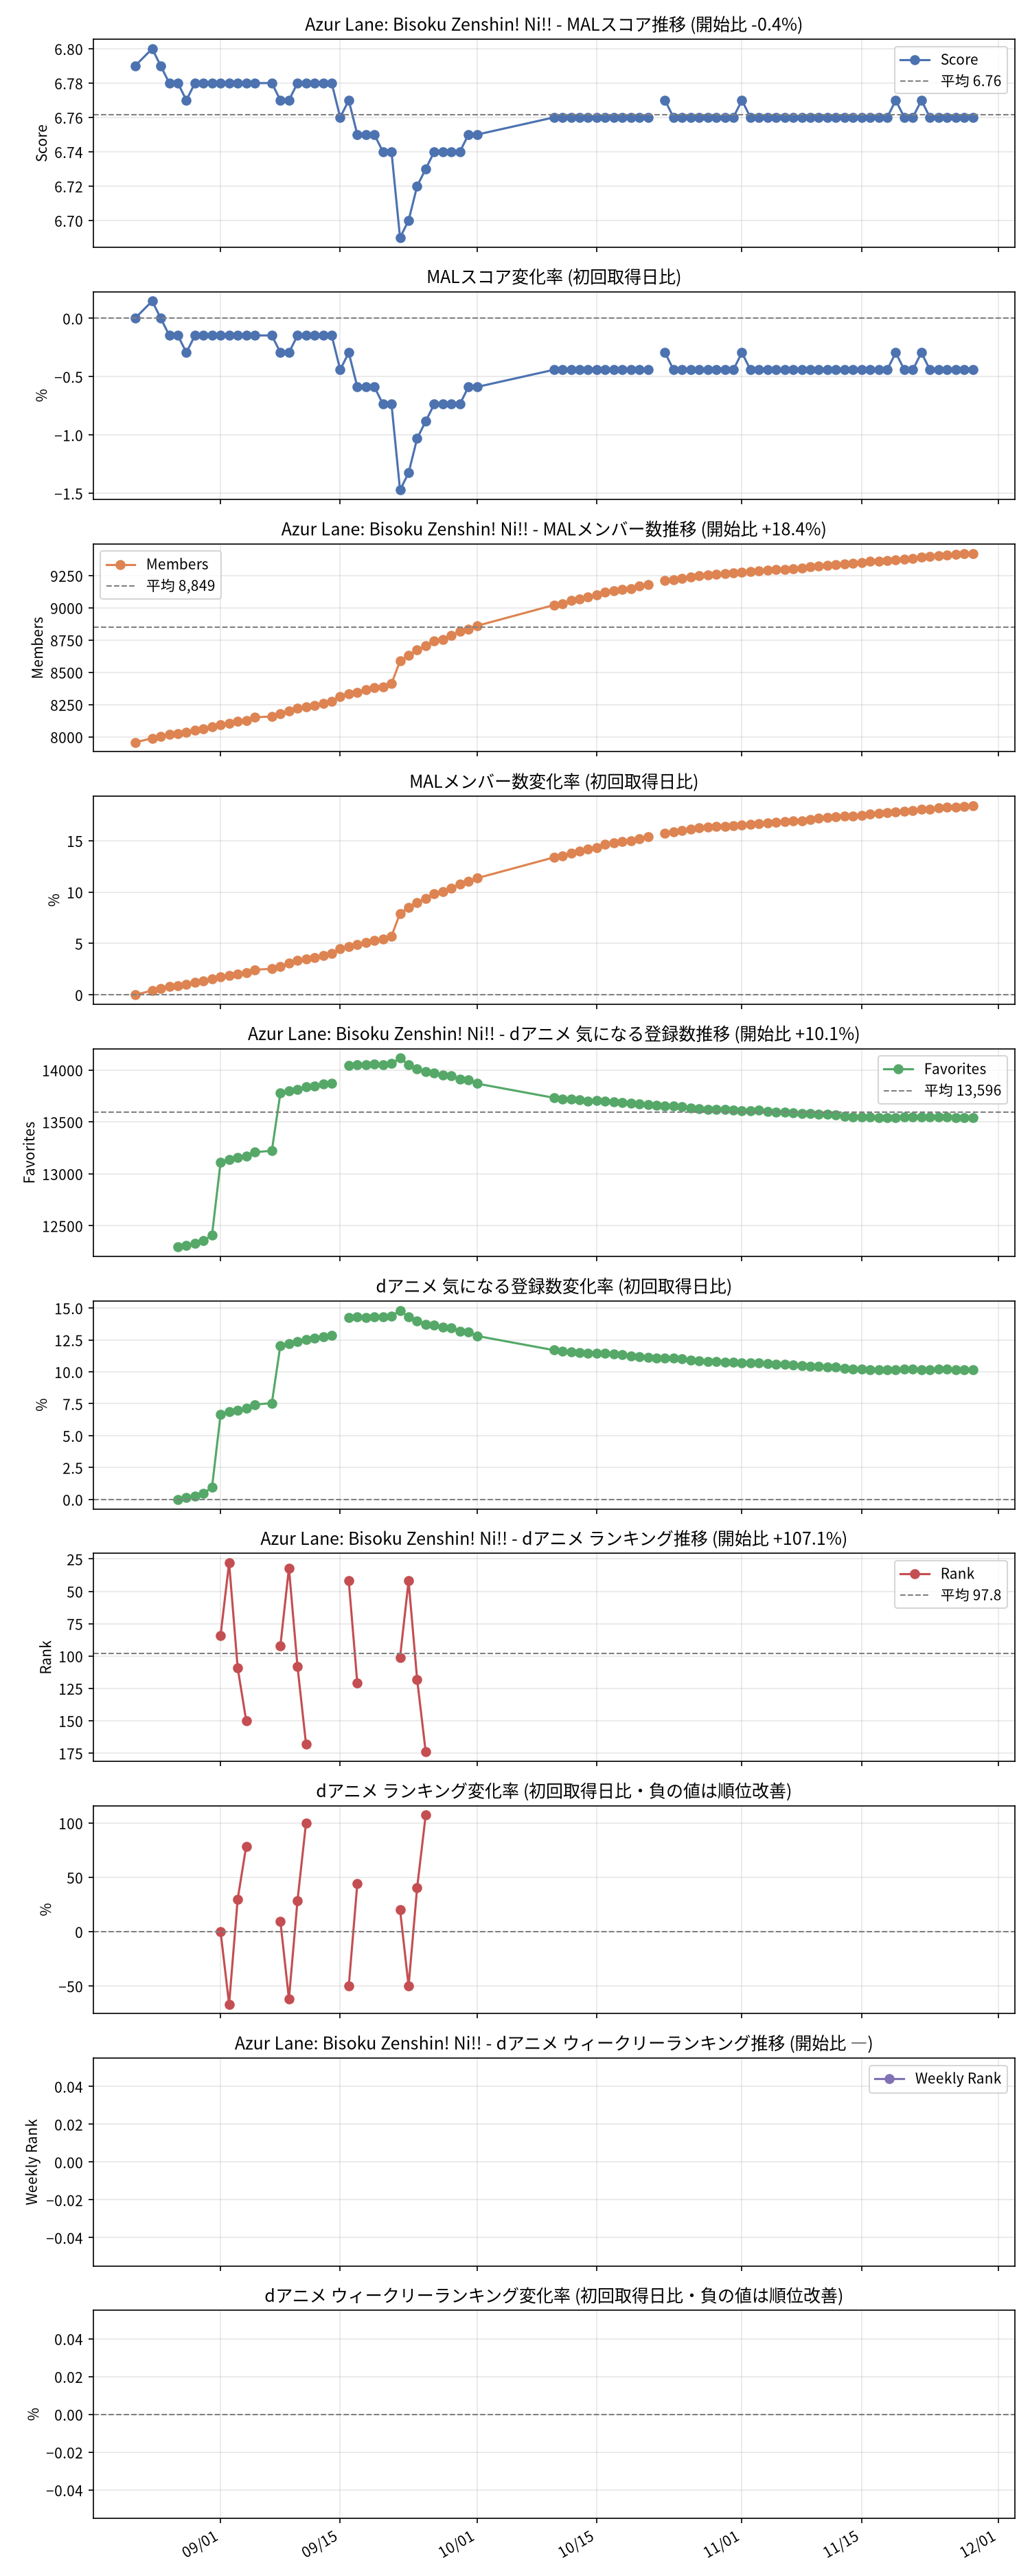 Azur Lane: Bisoku Zenshin! Ni!! - MALスコア推移 (開始比 -0.4%)
Score
6.80
6.78
6.76
6.74
6.72
6.70
Score
平均 6.76
MALスコア変化率 (初回取得日比)
%
0.0
−0.5
−1.0
−1.5
Azur Lane: Bisoku Zenshin! Ni!! - MALメンバー数推移 (開始比 +18.4%)
Members
9250
9000
8750
8500
8250
8000
Members
平均 8,849
MALメンバー数変化率 (初回取得日比)
%
15
10
5
0
Azur Lane: Bisoku Zenshin! Ni!! - dアニメ 気になる登録数推移 (開始比 +10.1%)
Favorites
14000
13500
13000
12500
Favorites
平均 13,596
dアニメ 気になる登録数変化率 (初回取得日比)
%
15.0
12.5
10.0
7.5
5.0
2.5
0.0
Azur Lane: Bisoku Zenshin! Ni!! - dアニメ ランキング推移 (開始比 +107.1%)
Rank
25
50
75
100
125
150
175
Rank
平均 97.8
dアニメ ランキング変化率 (初回取得日比・負の値は順位改善)
%
100
50
0
−50
Azur Lane: Bisoku Zenshin! Ni!! - dアニメ ウィークリーランキング推移 (開始比 —)
Weekly Rank
0.04
0.02
0.00
−0.02
−0.04
Weekly Rank
dアニメ ウィークリーランキング変化率 (初回取得日比・負の値は順位改善)
%
0.04
0.02
0.00
−0.02
−0.04
09/01
09/15
10/01
10/15
11/01
11/15
12/01